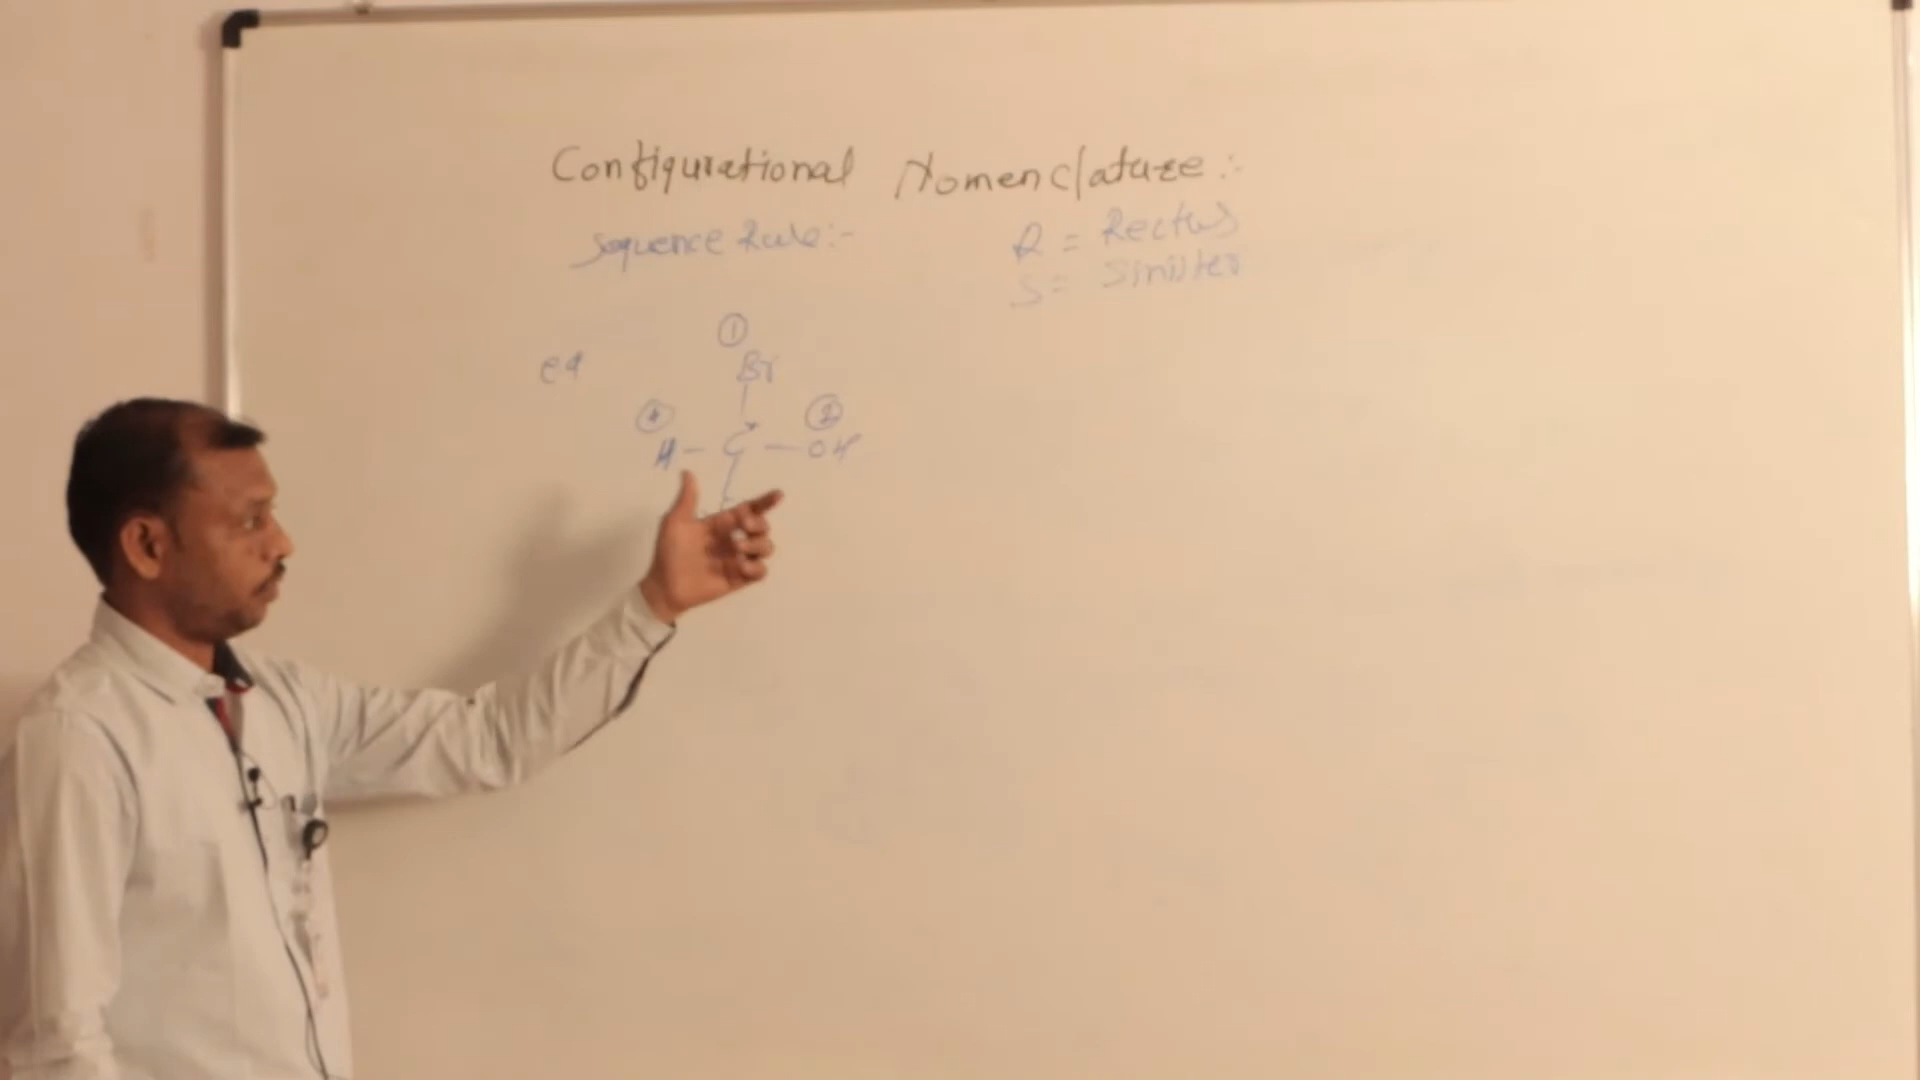 Configurational Nomenclature :-
Sequence Rule :-
R = Rectus
S = Sinister
eg
①
Br
④ ②
H - C* - OH